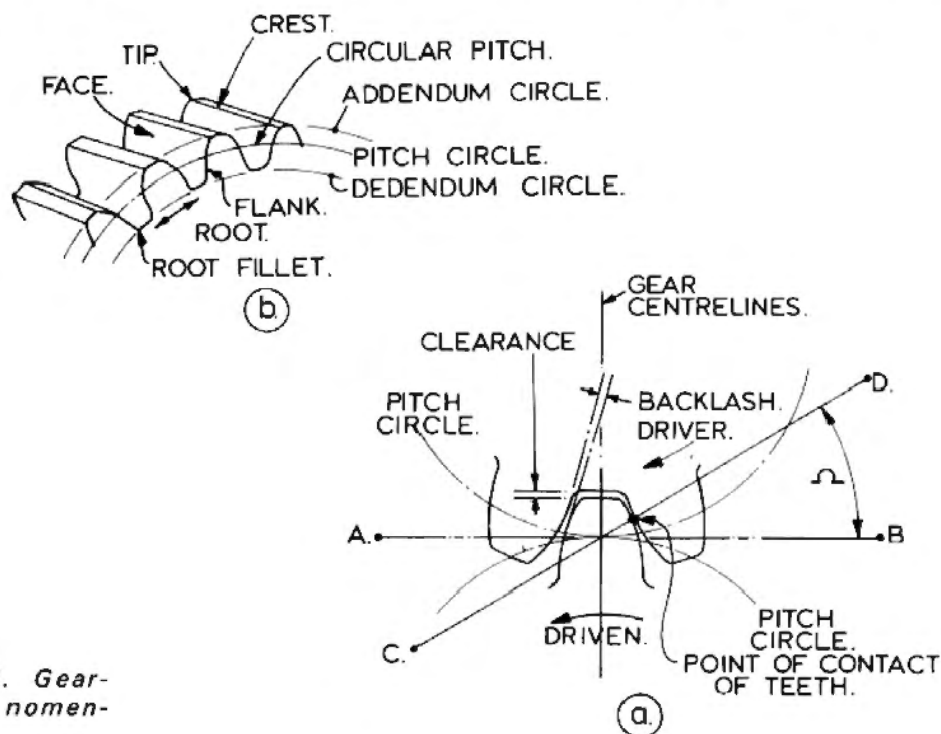 CREST.
TIP.
CIRCULAR PITCH.
FACE.
ADDENDUM CIRCLE.
PITCH CIRCLE.
DEDENDUM CIRCLE.
FLANK.
ROOT.
ROOT FILLET.
b.
GEAR
CENTRELINES.
CLEARANCE
D.
PITCH
CIRCLE.
BACKLASH.
DRIVER.
Ω
A.
B
DRIVEN.
C.
PITCH
CIRCLE.
POINT OF CONTACT
OF TEETH.
a.
. Gear-
nomen-